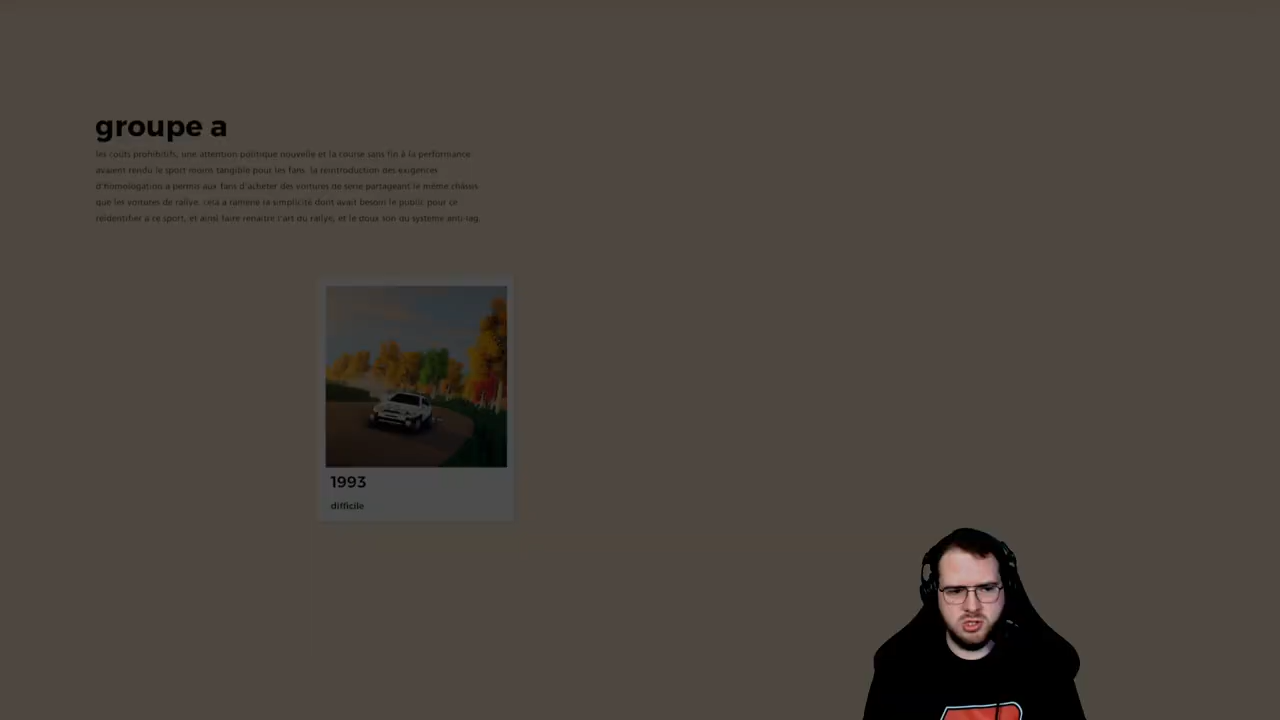 groupe a
les coûts prohibitifs, une attention politique nouvelle et la course sans fin à la performance
avaient rendu le sport moins tangible pour les fans. la réintroduction des exigences
d'homologation a permis aux fans d'acheter des voitures de série partageant le même châssis
que les voitures de rallye. cela a ramené la simplicité dont avait besoin le public pour ce
réidentifier à ce sport, et ainsi faire renaître l'art du rallye, et le doux son du système anti-lag.
1993
difficile